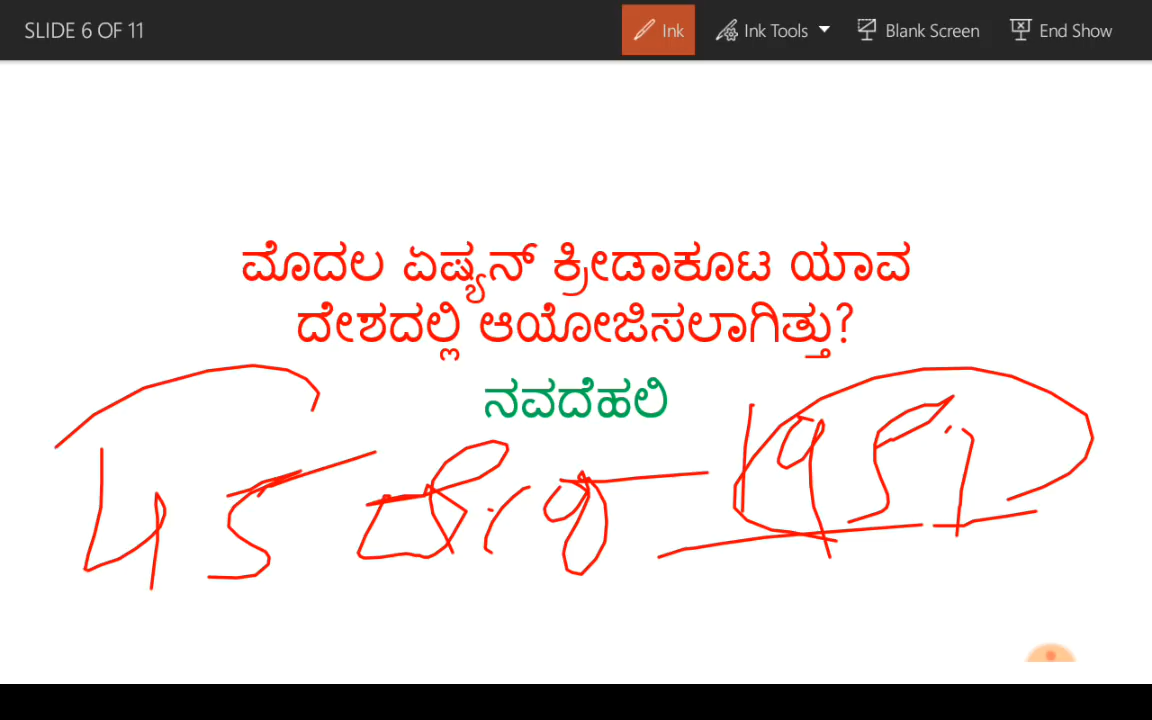 SLIDE 6 OF 11 Ink Ink Tools Blank Screen End Show
ಮೊದಲ ಏಷ್ಯನ್ ಕ್ರೀಡಾಕೂಟ ಯಾವ
ದೇಶದಲ್ಲಿ ಆಯೋಜಿಸಲಾಗಿತ್ತು?
ನವದೆಹಲಿ
1951